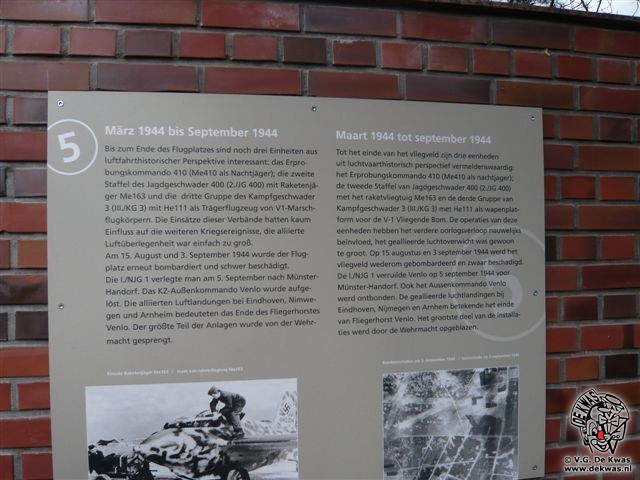 5
März 1944 bis September 1944
Bis zum Ende des Flugplatzes sind noch drei Einheiten aus
luftfahrthistorischer Perspektive interessant: das Erpro-
bungskommando 410 (Me410 als Nachtjäger); die zweite
Staffel des Jagdgeschwader 400 (2./JG 400) mit Raketenjä-
ger Me163 und die dritte Gruppe des Kampfgeschwader
3 (III./KG 3) mit He111 als Trägerflugzeug von V1-Marsch-
flugkörpern. Die Einsätze dieser Verbände hatten kaum
Einfluss auf die weiteren Kriegsereignisse, die alliierte
Luftüberlegenheit war einfach zu groß.
Am 15. August und 3. September 1944 wurde der Flug-
platz erneut bombardiert und schwer beschädigt.
Die I./NJG 1 verlegte man am 5. September nach Münster-
Handorf. Das KZ-Außenkommando Venlo wurde aufge-
löst. Die alliierten Luftlandungen bei Eindhoven, Nimwe-
gen und Arnheim bedeuteten das Ende des Fliegerhorstes
Venlo. Der größte Teil der Anlagen wurde von der Wehr-
macht gesprengt.
Maart 1944 tot september 1944
Tot het einde van het vliegveld zijn drie eenheden
uit luchtvaarthistorisch perspectief vermeldenswaardig:
het Erprobungskommando 410 (Me410 als nachtjager);
de tweede Staffel van Jagdgeschwader 400 (2./JG 400)
met het raketvliegtuig Me163 en de derde Gruppe van
Kampfgeschwader 3 (III./KG 3) met He111 als wapenplat-
form voor de V-1 Vliegende Bom. De operaties van deze
eenheden hebben het verdere oorlogsverloop nauwelijks
beïnvloed, het geallieerde luchtoverwicht was gewoon
te groot. Op 15 augustus en 3 september 1944 werd het
vliegveld wederom gebombardeerd en zwaar beschadigd.
De I./NJG 1 verruilde Venlo op 5 september 1944 voor
Münster-Handorf. Ook het Aussenkommando Venlo
werd ontbonden. De geallieerde luchtlandingen bij
Eindhoven, Nijmegen en Arnhem betekende het einde
van Fliegerhorst Venlo. Het grootste deel van de installa-
ties werd door de Wehrmacht opgeblazen.
Einsatz Raketenjäger Me163 / Inzet van raketvliegtuig Me163
DE KWAS
© V.G. De Kwas
www.dekwas.nl